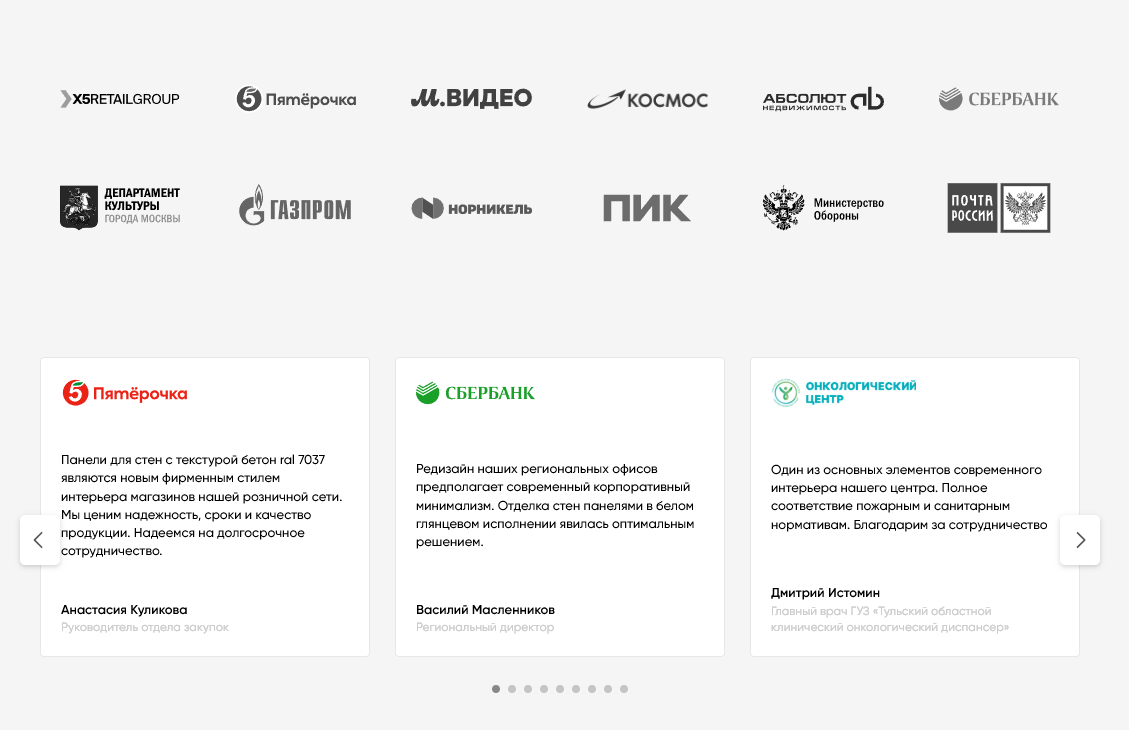 X5RETAILGROUP
5 Пятёрочка
М.ВИДЕО
КОСМОС
АБСОЛЮТ
НЕДВИЖИМОСТЬ
СБЕРБАНК
ДЕПАРТАМЕНТ
КУЛЬТУРЫ
ГОРОДА МОСКВЫ
ГАЗПРОМ
НОРНИКЕЛЬ
ПИК
Министерство
Обороны
ПОЧТА
РОССИИ
5 Пятёрочка
Панели для стен с текстурой бетон ral 7037
являются новым фирменным стилем
интерьера магазинов нашей розничной сети.
Мы ценим надежность, сроки и качество
продукции. Надеемся на долгосрочное
сотрудничество.
Анастасия Куликова
Руководитель отдела закупок
СБЕРБАНК
Редизайн наших региональных офисов
предполагает современный корпоративный
минимализм. Отделка стен панелями в белом
глянцевом исполнении явилась оптимальным
решением.
Василий Масленников
Региональный директор
ОНКОЛОГИЧЕСКИЙ
ЦЕНТР
Один из основных элементов современного
интерьера нашего центра. Полное
соответствие пожарным и санитарным
нормативам. Благодарим за сотрудничество
Дмитрий Истомин
Главный врач ГУЗ «Тульский областной
клинический онкологический диспансер»